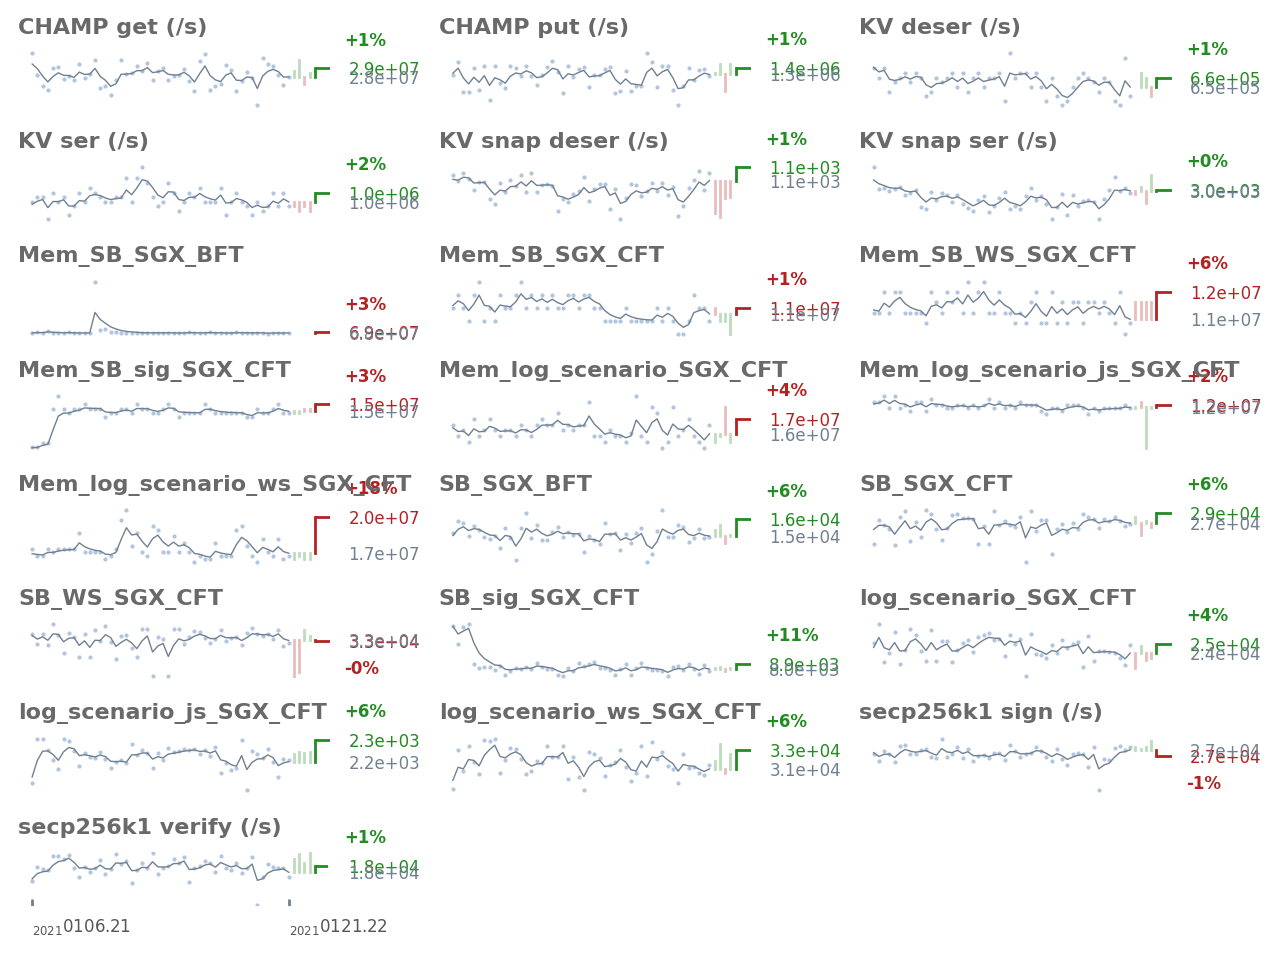 CHAMP get (/s)
+1%
2.9e+07
2.8e+07
CHAMP put (/s)
+1%
1.4e+06
1.3e+06
KV deser (/s)
+1%
6.6e+05
6.5e+05
KV ser (/s)
+2%
1.0e+06
1.0e+06
KV snap deser (/s)
+1%
1.1e+03
1.1e+03
KV snap ser (/s)
+0%
3.0e+03
3.0e+03
Mem_SB_SGX_BFT
+3%
6.9e+07
Mem_SB_SGX_CFT
+1%
1.1e+07
1.1e+07
Mem_SB_WS_SGX_CFT
+6%
1.2e+07
1.1e+07
Mem_SB_sig_SGX_CFT
+3%
1.5e+07
1.5e+07
Mem_log_scenario_SGX_CFT
+4%
1.7e+07
1.6e+07
Mem_log_scenario_js_SGX_CFT
+2%
1.2e+07
Mem_log_scenario_ws_SGX_CFT
+18%
2.0e+07
1.7e+07
SB_SGX_BFT
+6%
1.6e+04
1.5e+04
SB_SGX_CFT
+6%
2.9e+04
2.7e+04
SB_WS_SGX_CFT
3.3e+04
3.3e+04
-0%
SB_sig_SGX_CFT
+11%
8.9e+03
8.0e+03
log_scenario_SGX_CFT
+4%
2.5e+04
2.4e+04
log_scenario_js_SGX_CFT
+6%
2.3e+03
2.2e+03
log_scenario_ws_SGX_CFT
+6%
3.3e+04
3.1e+04
secp256k1 sign (/s)
2.7e+04
2.7e+04
-1%
secp256k1 verify (/s)
+1%
1.8e+04
1.8e+04
20210106.21
20210121.22